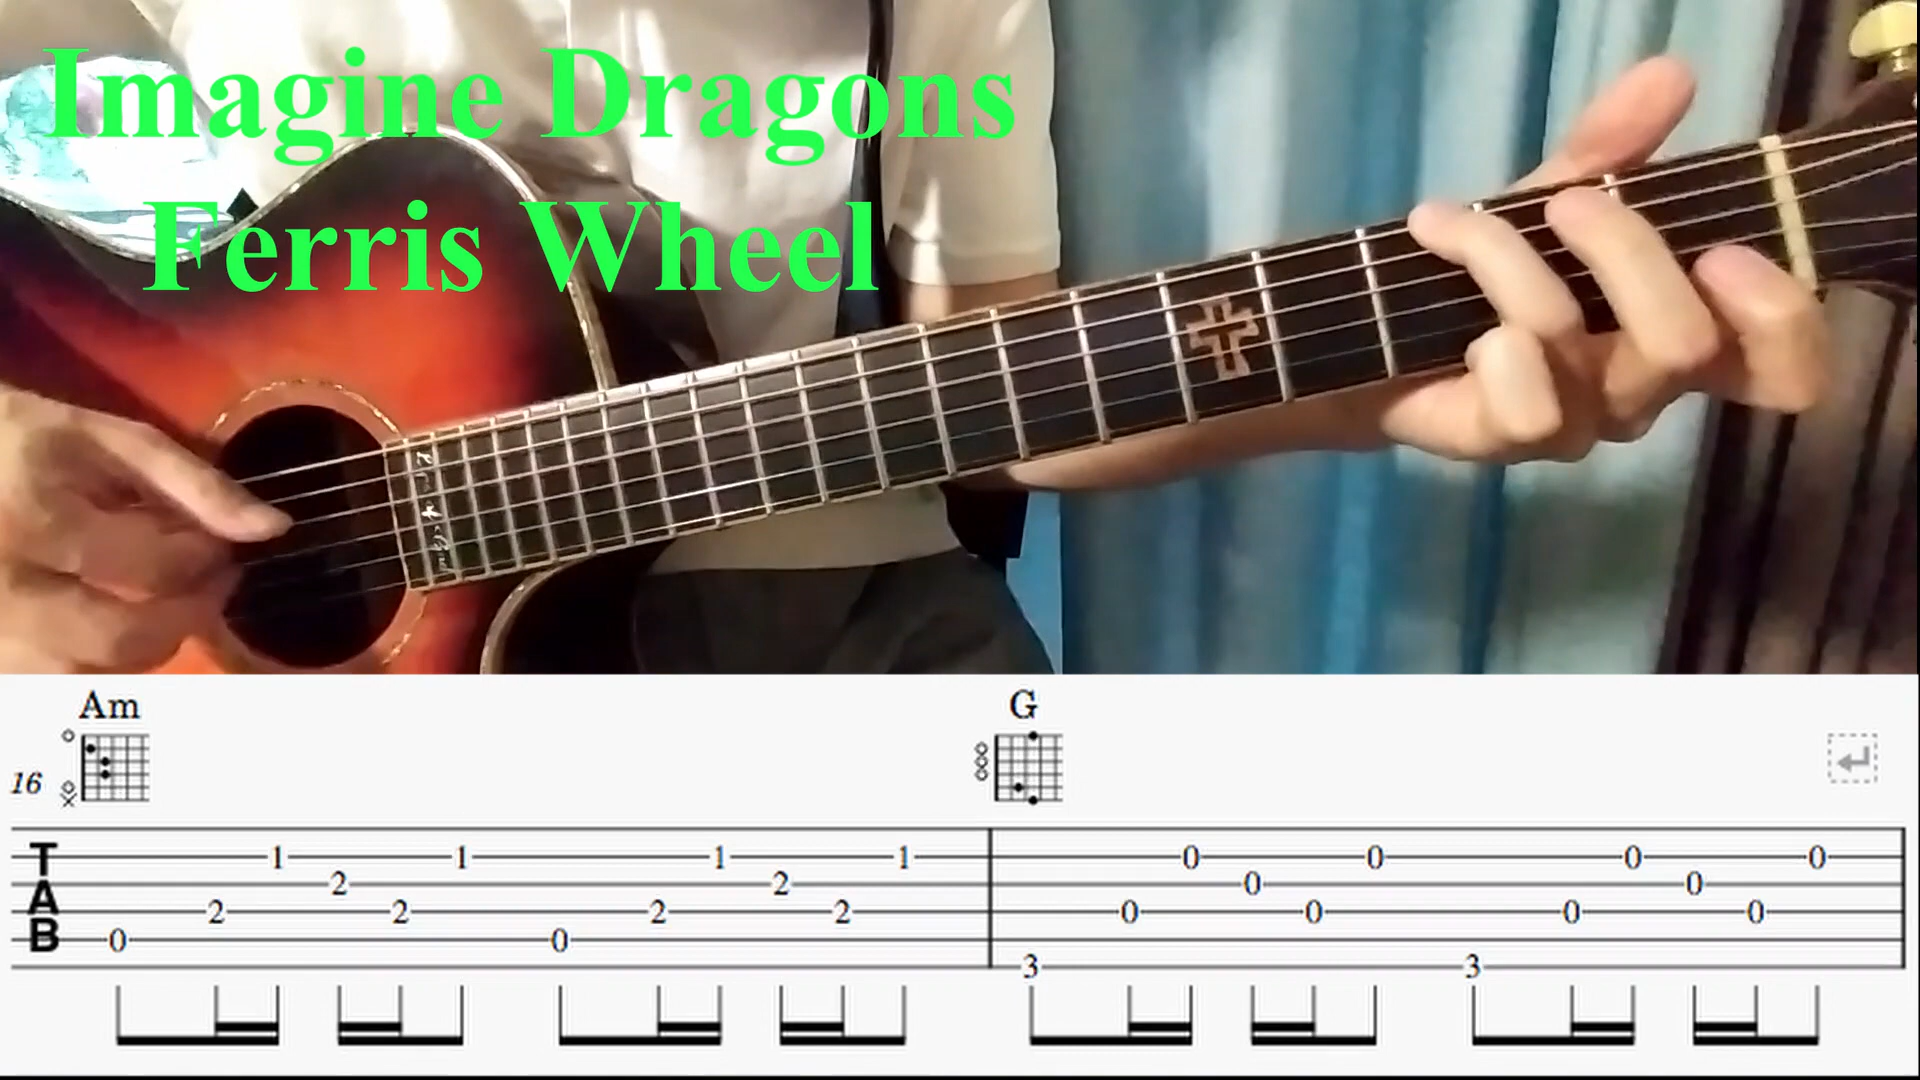 Imagine Dragons
Ferris Wheel
Am G
16
T 1 1 1 1 0 0 0 0
A 2 2 0 0
2 2 2 2 0 0 0 0
B 0 0
3 3